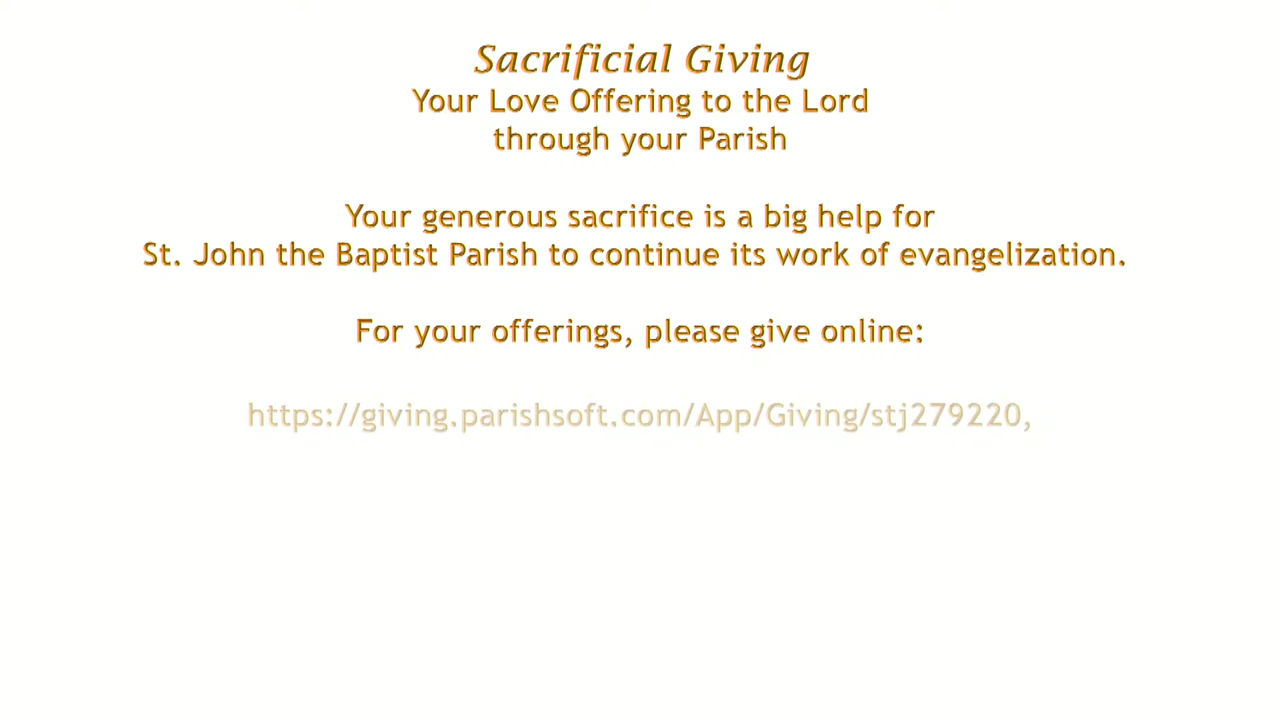 Sacrificial Giving
Your Love Offering to the Lord
through your Parish
Your generous sacrifice is a big help for
St. John the Baptist Parish to continue its work of evangelization.
For your offerings, please give online:
https://giving.parishsoft.com/App/Giving/stj279220,